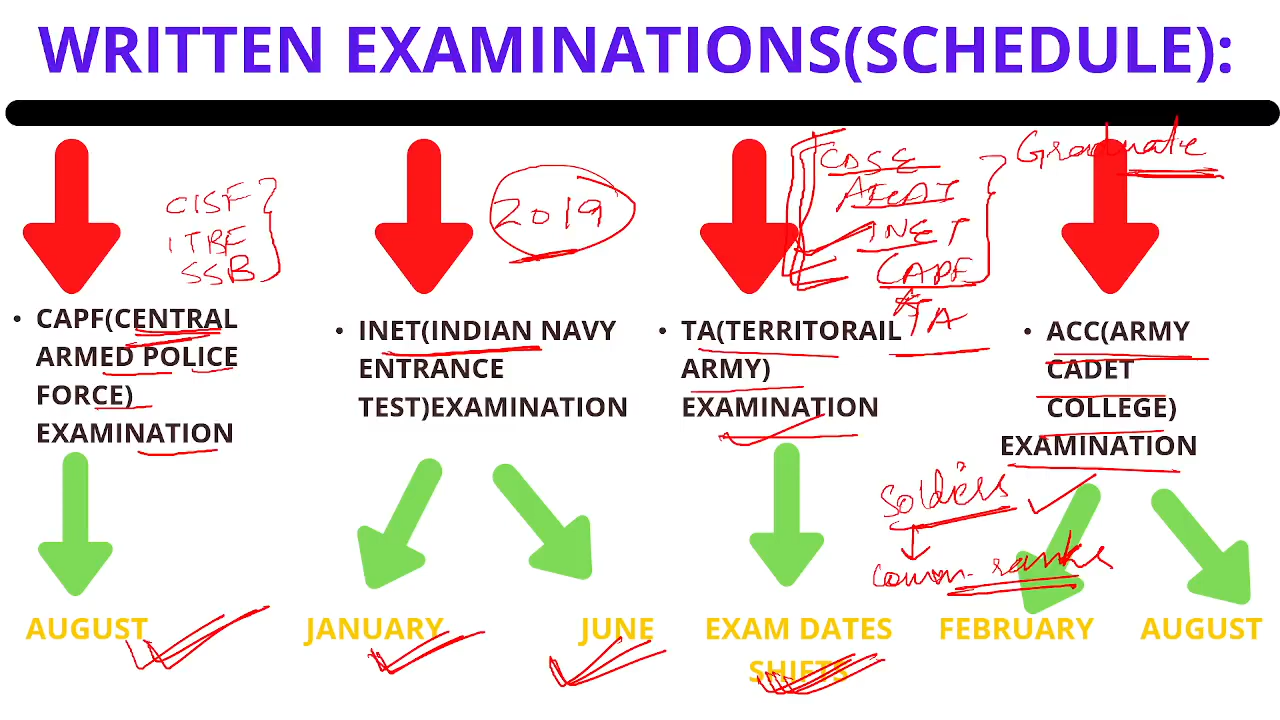 WRITTEN EXAMINATIONS(SCHEDULE):
CISF
ITBF
SSB
2019
CDSE
AFCAT
INET
CAPF
TA
Graduate
• CAPF(CENTRAL
ARMED POLICE
FORCE)
EXAMINATION
• INET(INDIAN NAVY
ENTRANCE
TEST)EXAMINATION
• TA(TERRITORAIL
ARMY)
EXAMINATION
• ACC(ARMY
CADET
COLLEGE)
EXAMINATION
Soldiers
ranks
AUGUST
JANUARY
JUNE
EXAM DATES
SHIFTS
FEBRUARY
AUGUST